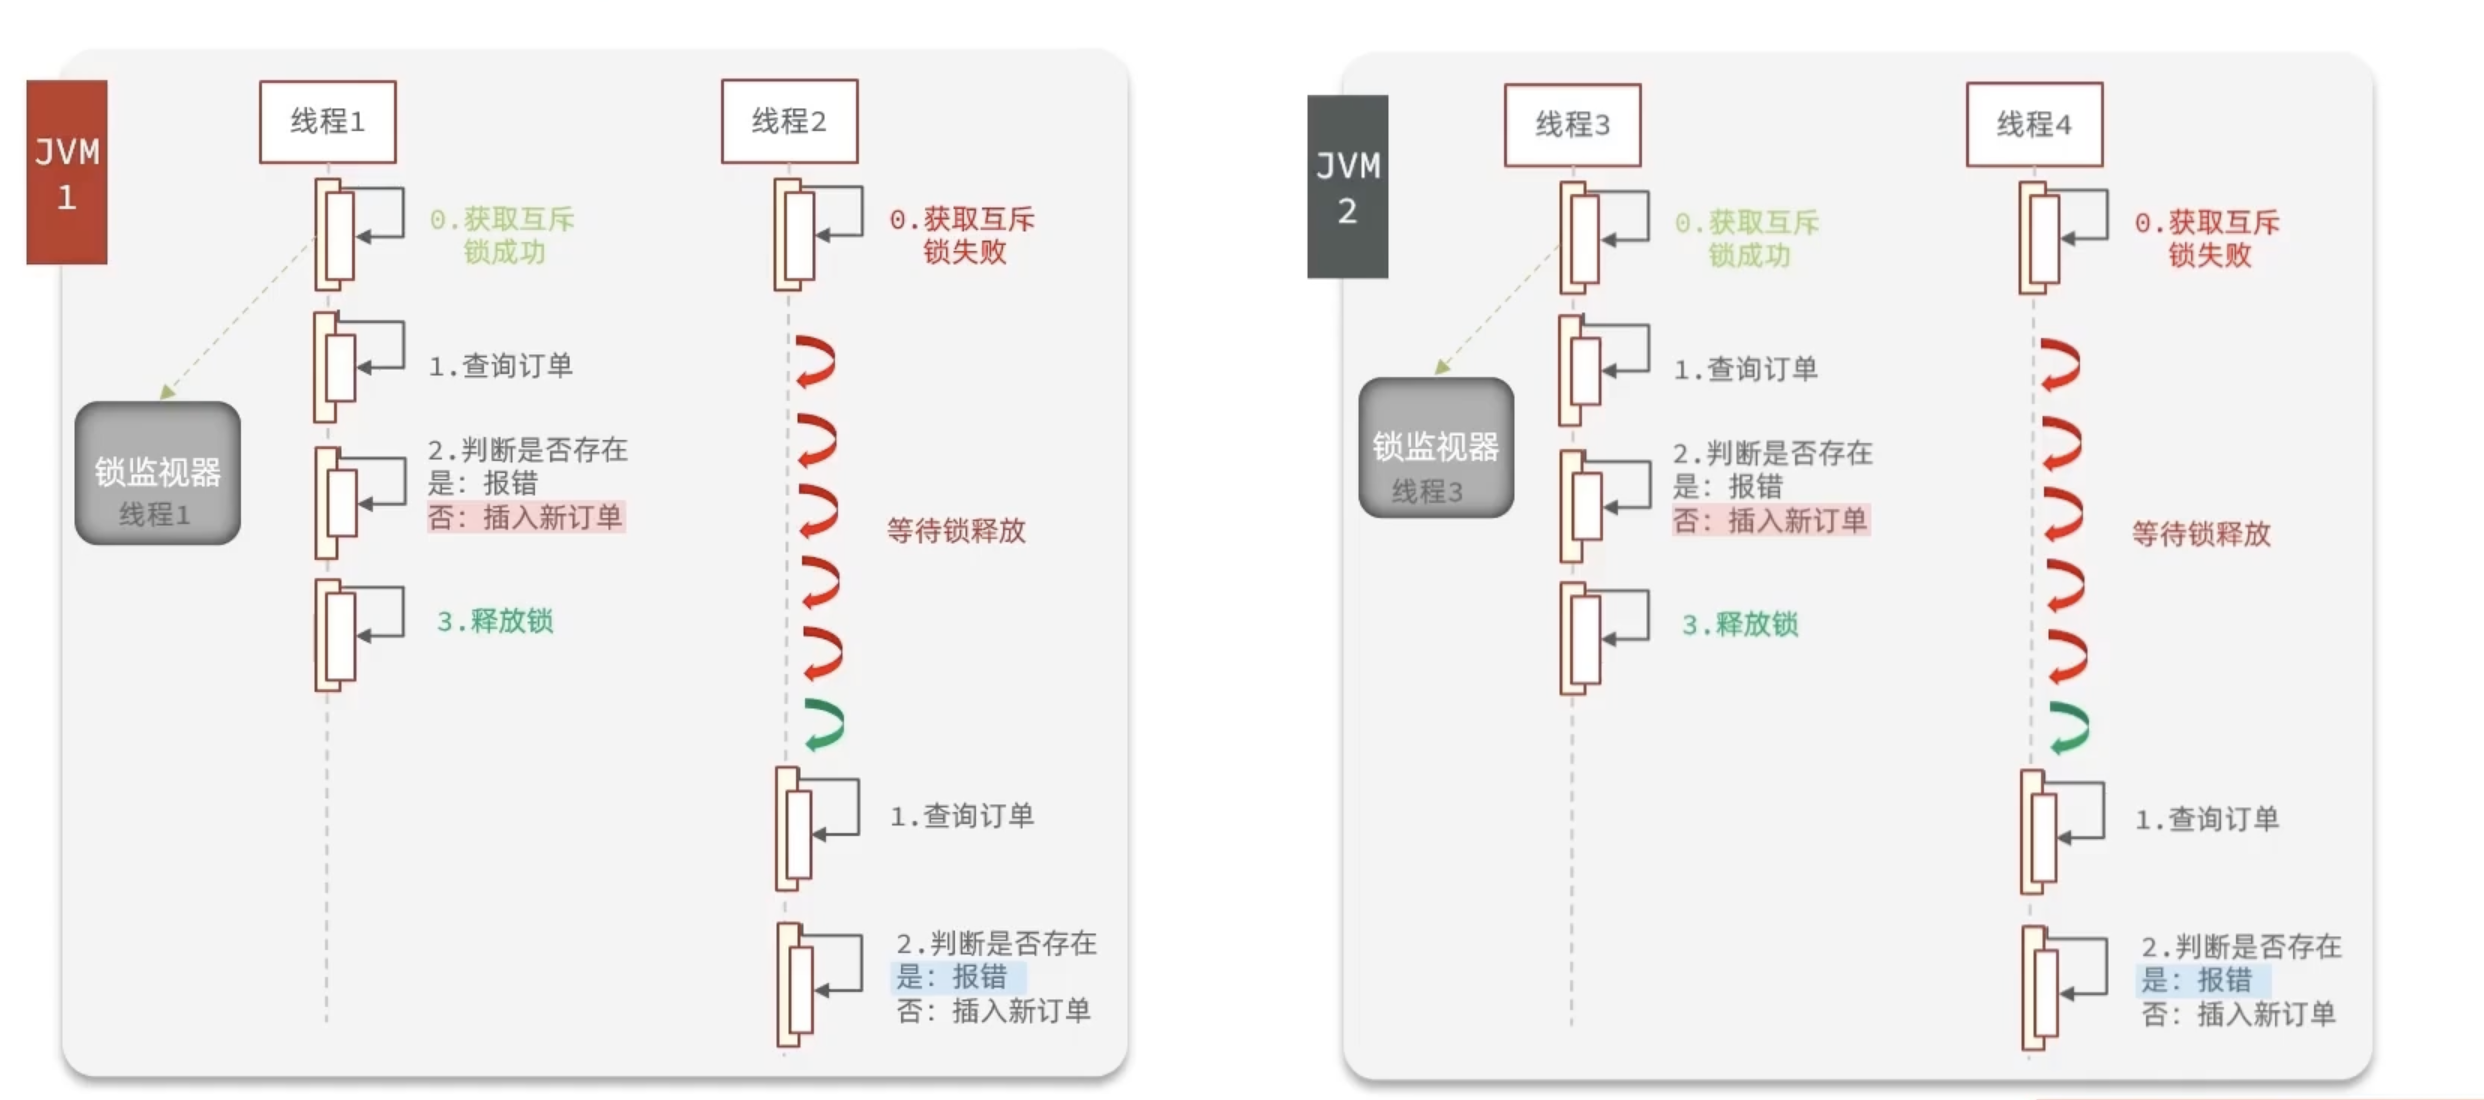 JVM
1
线程1
线程2
0.获取互斥
锁成功
0.获取互斥
锁失败
1.查询订单
锁监视器
线程1
2.判断是否存在
是：报错
否：插入新订单
等待锁释放
3.释放锁
1.查询订单
2.判断是否存在
是：报错
否：插入新订单
JVM
2
线程3
线程4
0.获取互斥
锁成功
0.获取互斥
锁失败
1.查询订单
锁监视器
线程3
2.判断是否存在
是：报错
否：插入新订单
等待锁释放
3.释放锁
1.查询订单
2.判断是否存在
是：报错
否：插入新订单